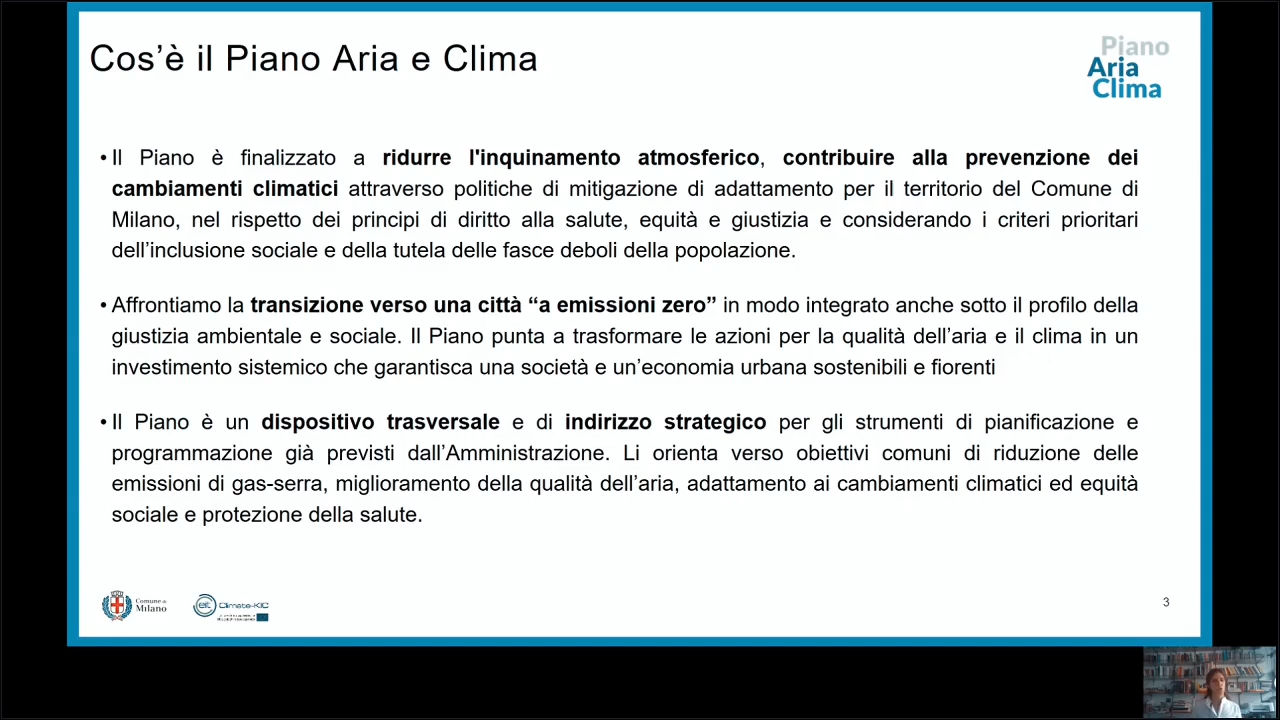 Cos’è il Piano Aria e Clima
Piano
Aria
Clima
• Il Piano è finalizzato a ridurre l'inquinamento atmosferico, contribuire alla prevenzione dei
cambiamenti climatici attraverso politiche di mitigazione di adattamento per il territorio del Comune di
Milano, nel rispetto dei principi di diritto alla salute, equità e giustizia e considerando i criteri prioritari
dell’inclusione sociale e della tutela delle fasce deboli della popolazione.
• Affrontiamo la transizione verso una città “a emissioni zero” in modo integrato anche sotto il profilo della
giustizia ambientale e sociale. Il Piano punta a trasformare le azioni per la qualità dell’aria e il clima in un
investimento sistemico che garantisca una società e un’economia urbana sostenibili e fiorenti
• Il Piano è un dispositivo trasversale e di indirizzo strategico per gli strumenti di pianificazione e
programmazione già previsti dall’Amministrazione. Li orienta verso obiettivi comuni di riduzione delle
emissioni di gas-serra, miglioramento della qualità dell’aria, adattamento ai cambiamenti climatici ed equità
sociale e protezione della salute.
Comune di
Milano
eit Climate-KIC
3